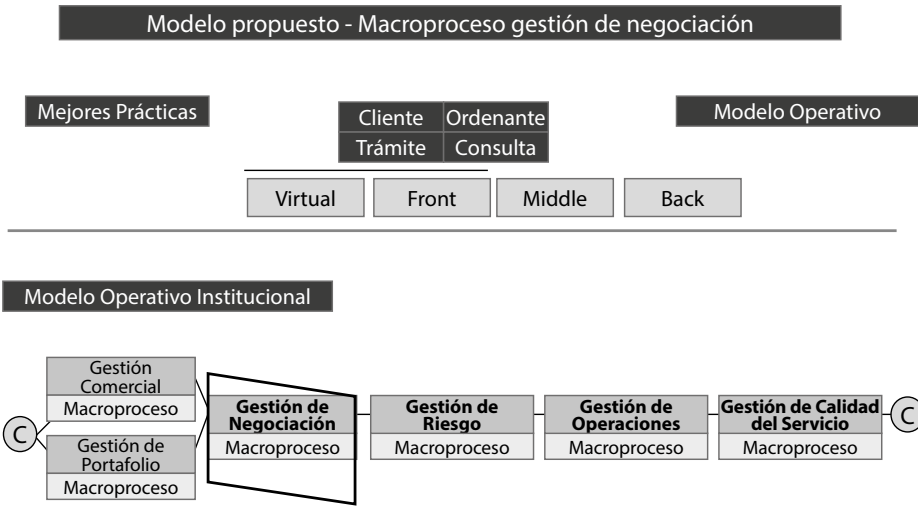 Modelo propuesto - Macroproceso gestión de negociación
Mejores Prácticas
Cliente Ordenante
Trámite Consulta
Modelo Operativo
Virtual Front Middle Back
Modelo Operativo Institucional
C
Gestión
Comercial
Macroproceso
Gestión de
Portafolio
Macroproceso
Gestión de
Negociación
Macroproceso
Gestión de
Riesgo
Macroproceso
Gestión de
Operaciones
Macroproceso
Gestión de Calidad
del Servicio
Macroproceso
C